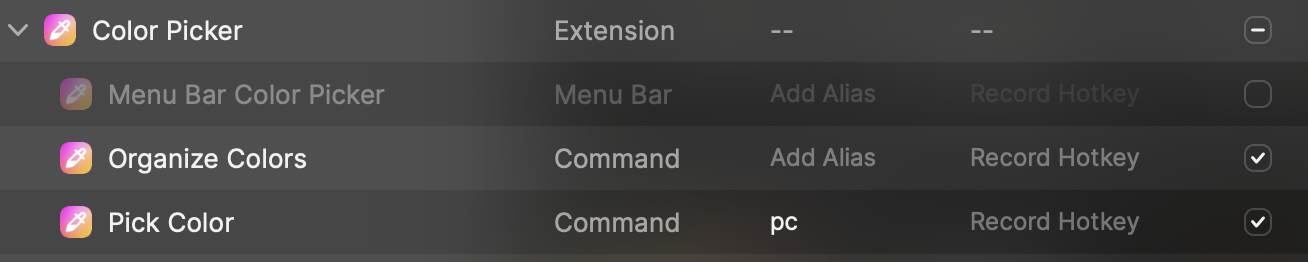 Color Picker Extension -- --
Menu Bar Color Picker Menu Bar Add Alias Record Hotkey
Organize Colors Command Add Alias Record Hotkey
Pick Color Command pc Record Hotkey